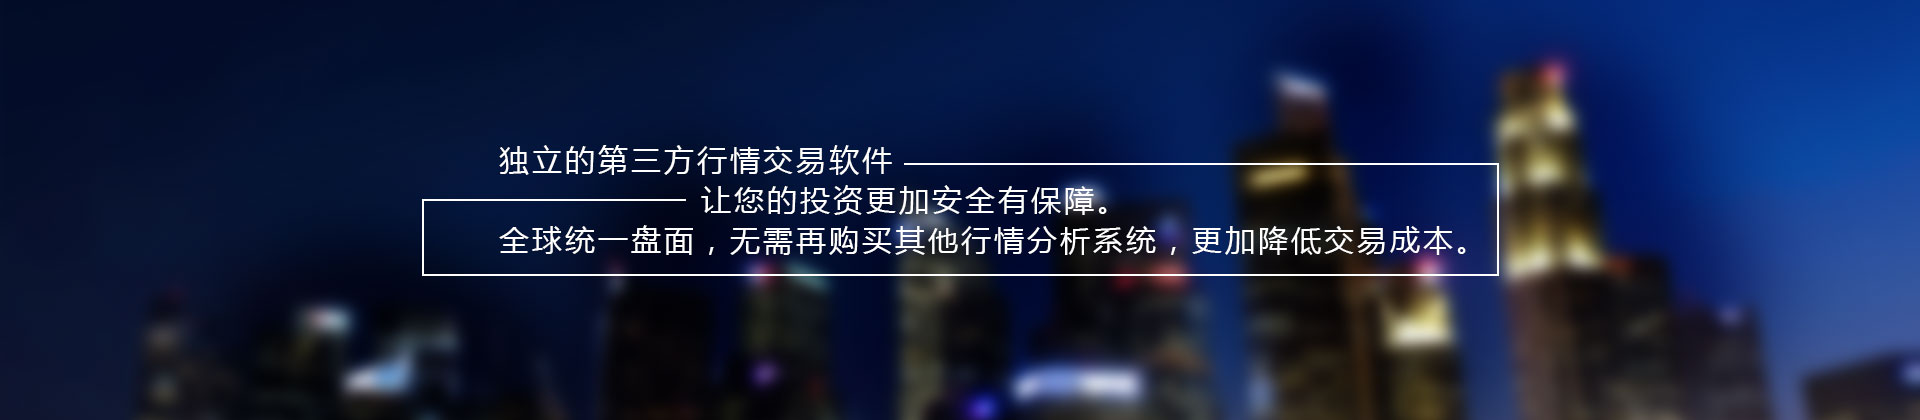 独立的第三方行情交易软件
让您的投资更加安全有保障。
全球统一盘面，无需再购买其他行情分析系统，更加降低交易成本。